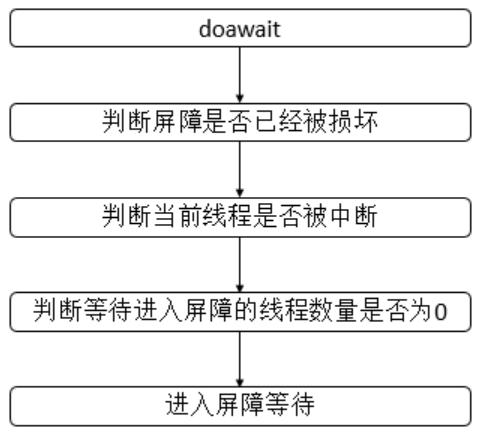 doawait
判断屏障是否已经被损坏
判断当前线程是否被中断
判断等待进入屏障的线程数量是否为0
进入屏障等待